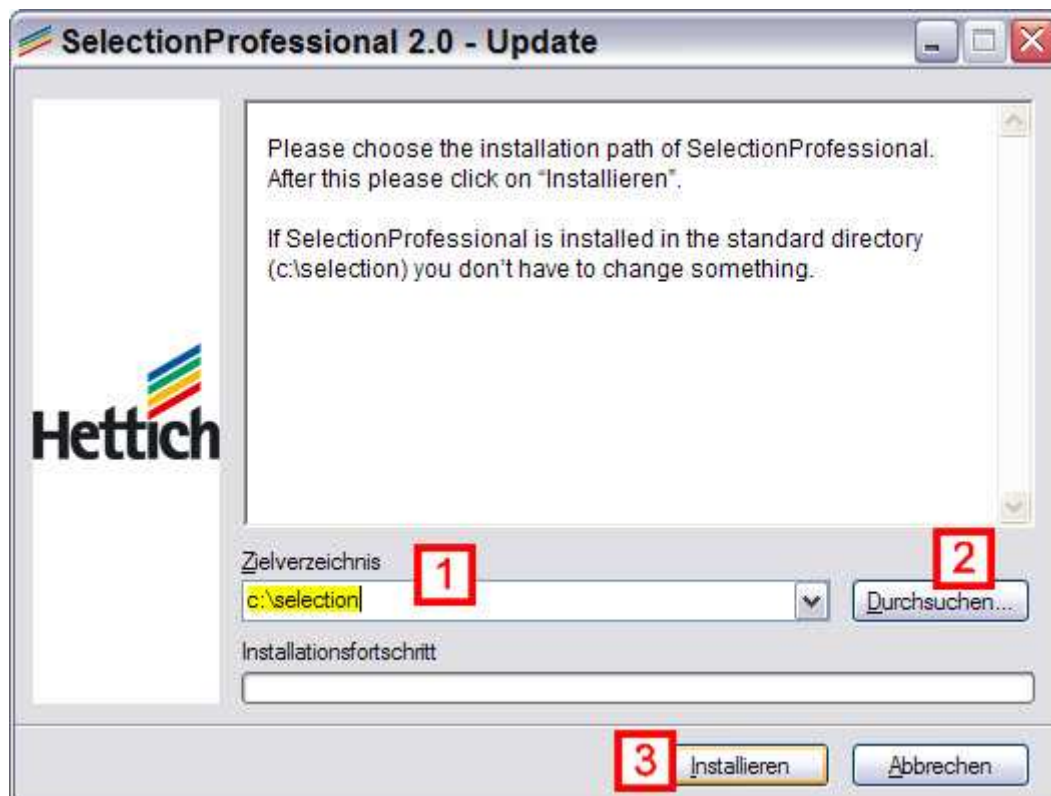 SelectionProfessional 2.0 - Update
Please choose the installation path of SelectionProfessional.
After this please click on “Installieren”.
If SelectionProfessional is installed in the standard directory
(c:\selection) you don’t have to change something.
Hettich
Zielverzeichnis
1
2
c:\selection
Durchsuchen...
Installationsfortschritt
3
Installieren
Abbrechen